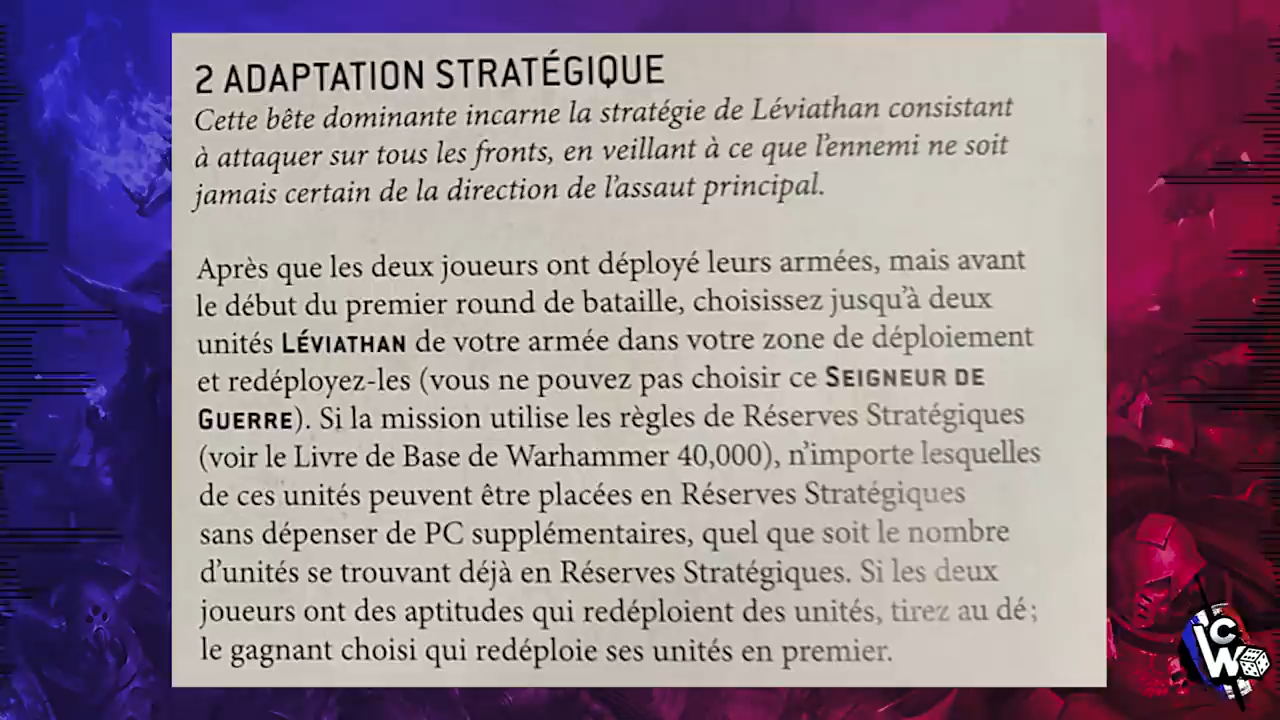 2 ADAPTATION STRATÉGIQUE
Cette bête dominante incarne la stratégie de Léviathan consistant
à attaquer sur tous les fronts, en veillant à ce que l'ennemi ne soit
jamais certain de la direction de l'assaut principal.
Après que les deux joueurs ont déployé leurs armées, mais avant
le début du premier round de bataille, choisissez jusqu'à deux
unités LÉVIATHAN de votre armée dans votre zone de déploiement
et redéployez-les (vous ne pouvez pas choisir ce SEIGNEUR DE
GUERRE). Si la mission utilise les règles de Réserves Stratégiques
(voir le Livre de Base de Warhammer 40,000), n'importe lesquelles
de ces unités peuvent être placées en Réserves Stratégiques
sans dépenser de PC supplémentaires, quel que soit le nombre
d'unités se trouvant déjà en Réserves Stratégiques. Si les deux
joueurs ont des aptitudes qui redéploient des unités, tirez au dé;
le gagnant choisi qui redéploie ses unités en premier.
CW